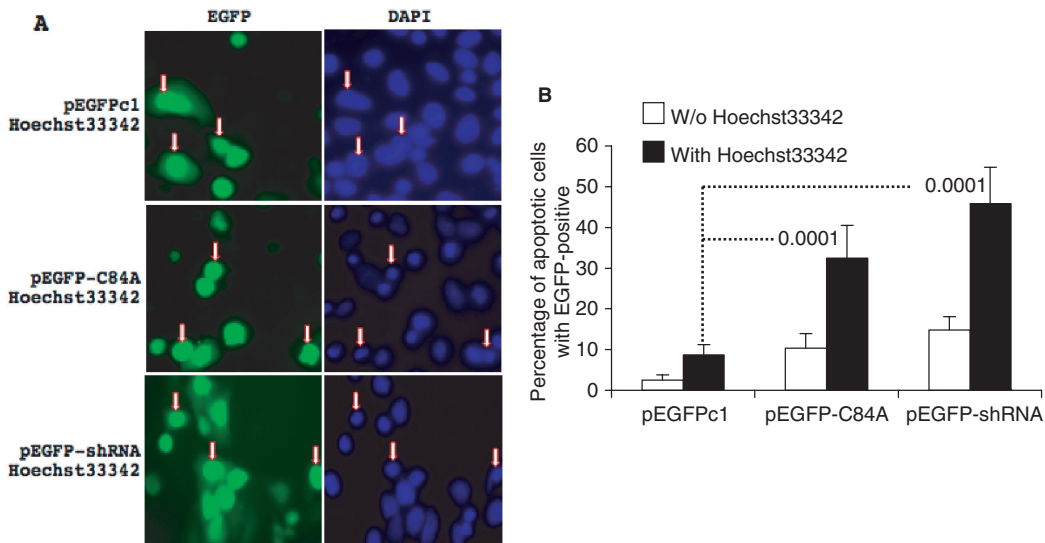 A
EGFP
DAPI
pEGFPc1
Hoechst33342
pEGFP-C84A
Hoechst33342
pEGFP-shRNA
Hoechst33342
B
W/o Hoechst33342
With Hoechst33342
Percentage of apoptotic cells
with EGFP-positive
60
50
40
30
20
10
0
0.0001
0.0001
pEGFPc1
pEGFP-C84A
pEGFP-shRNA